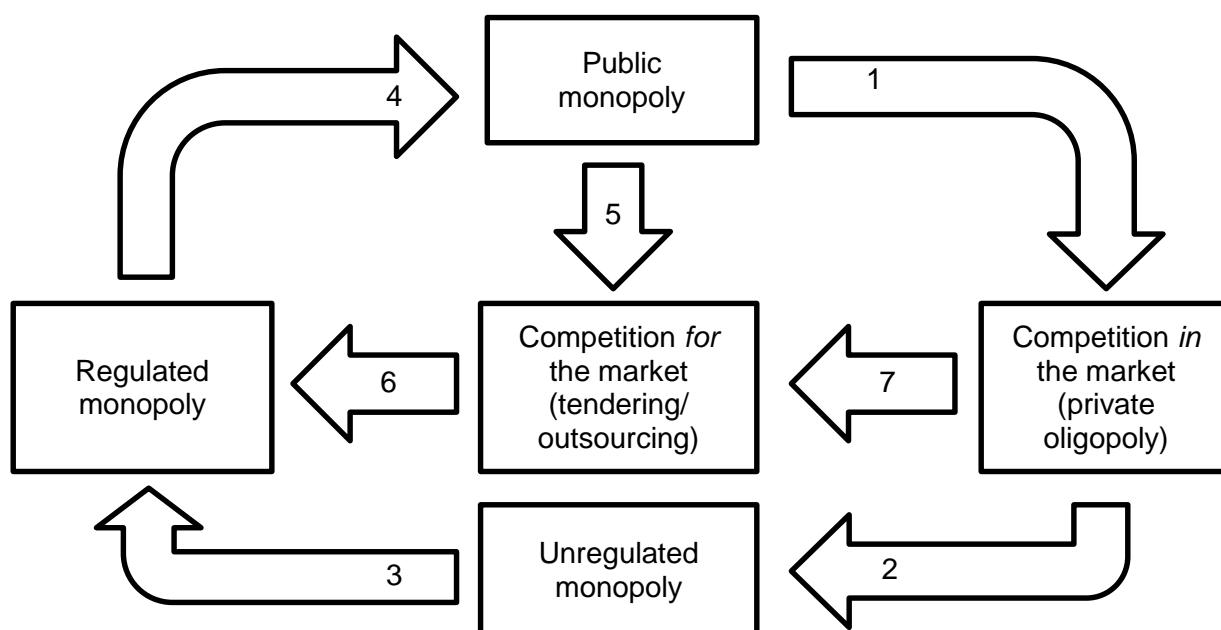 Public
monopoly
1
4
5
Regulated
monopoly
6
Competition for
the market
(tendering/
outsourcing)
7
Competition in
the market
(private
oligopoly)
3
Unregulated
monopoly
2